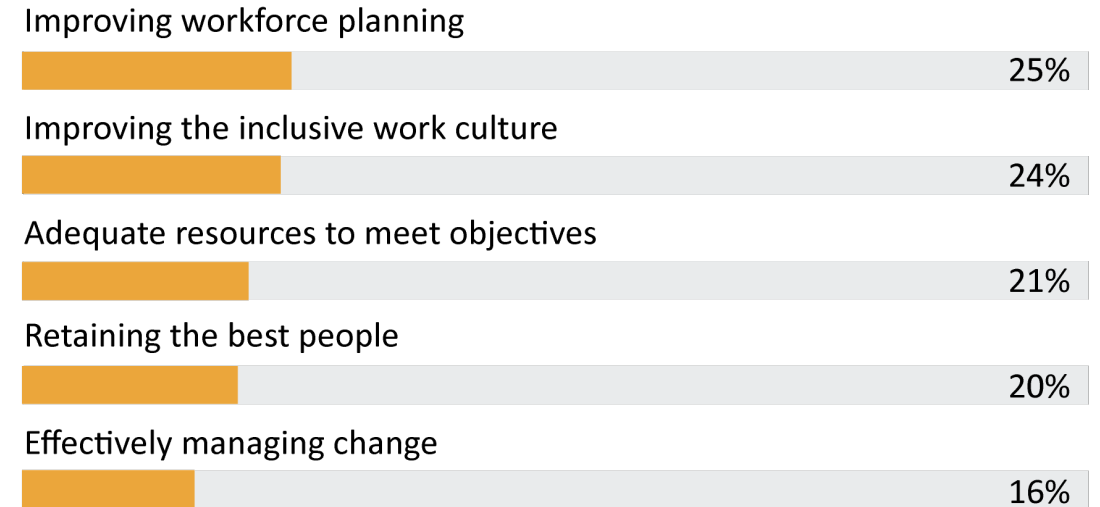 Improving workforce planning
25%
Improving the inclusive work culture
24%
Adequate resources to meet objectives
21%
Retaining the best people
20%
Effectively managing change
16%